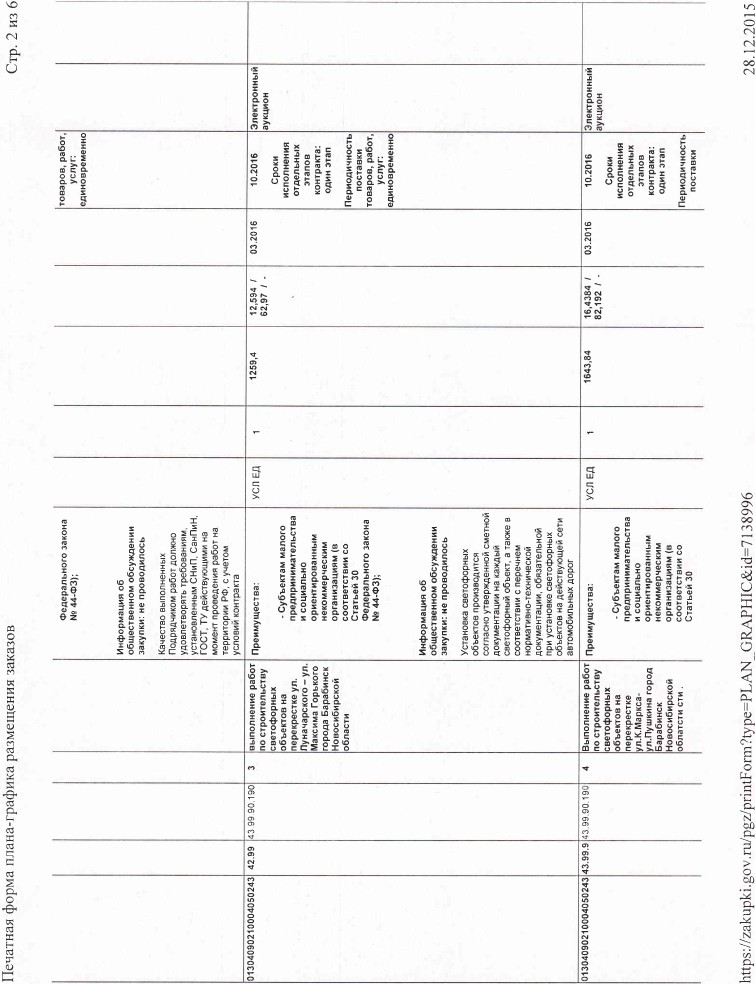 Печатная форма плана-графика размещения заказов
Стр. 2 из 6
Федерального закона
№ 44-ФЗ);
Информация об
общественном обсуждении
закупки: не проводилось
Качество выполненных
Подрядчиком работ должно
удовлетворять требованиям,
установленным СНиП, СанПиН,
ГОСТ, ТУ действующими на
момент проведения работ на
территории РФ, с учетом
условий контракта
товаров, работ,
услуг:
единовременно
01304090210004050243
42.99
43.99.90.190
3
выполнение работ
по строительству
светофорных
объектов на
перекрестке ул.
Луначарского – ул.
Максима Горького
города Барабинск
Новосибирской
области
Преимущества:
- Субъектам малого
предпринимательства
и социально
ориентированным
некоммерческим
организациям (в
соответствии со
Статьей 30
Федерального закона
№ 44-ФЗ);
Информация об
общественном обсуждении
закупки: не проводилось
Установка светофорных
объектов производится
согласно утвержденной сметной
документации на каждый
светофорный объект, а также в
соответствии с перечнем
нормативно-технической
документации, обязательной
при установке светофорных
объектов на действующей сети
автомобильных дорог
УСЛ ЕД
1
1259,4
12,594 /
62,97 / -
03.2016
10.2016
Сроки
исполнения
отдельных
этапов
контракта:
один этап
Периодичность
поставки
товаров, работ,
услуг:
единовременно
Электронный
аукцион
01304090210004050243
43.99.9
43.99.90.190
4
Выполнение работ
по строительству
светофорных
объектов на
перекрестке
ул.К.Маркса-
ул.Пушкина город
Барабинск
Новосибирской
облатсти сти .
Преимущества:
- Субъектам малого
предпринимательства
и социально
ориентированным
некоммерческим
организациям (в
соответствии со
Статьей 30
УСЛ ЕД
1
1643,84
16,4384 /
82,192 / -
03.2016
10.2016
Сроки
исполнения
отдельных
этапов
контракта:
один этап
Периодичность
поставки
Электронный
аукцион
https://zakupki.gov.ru/pgz/printForm?type=PLAN_GRAPHIC&id=7138996
28.12.2015